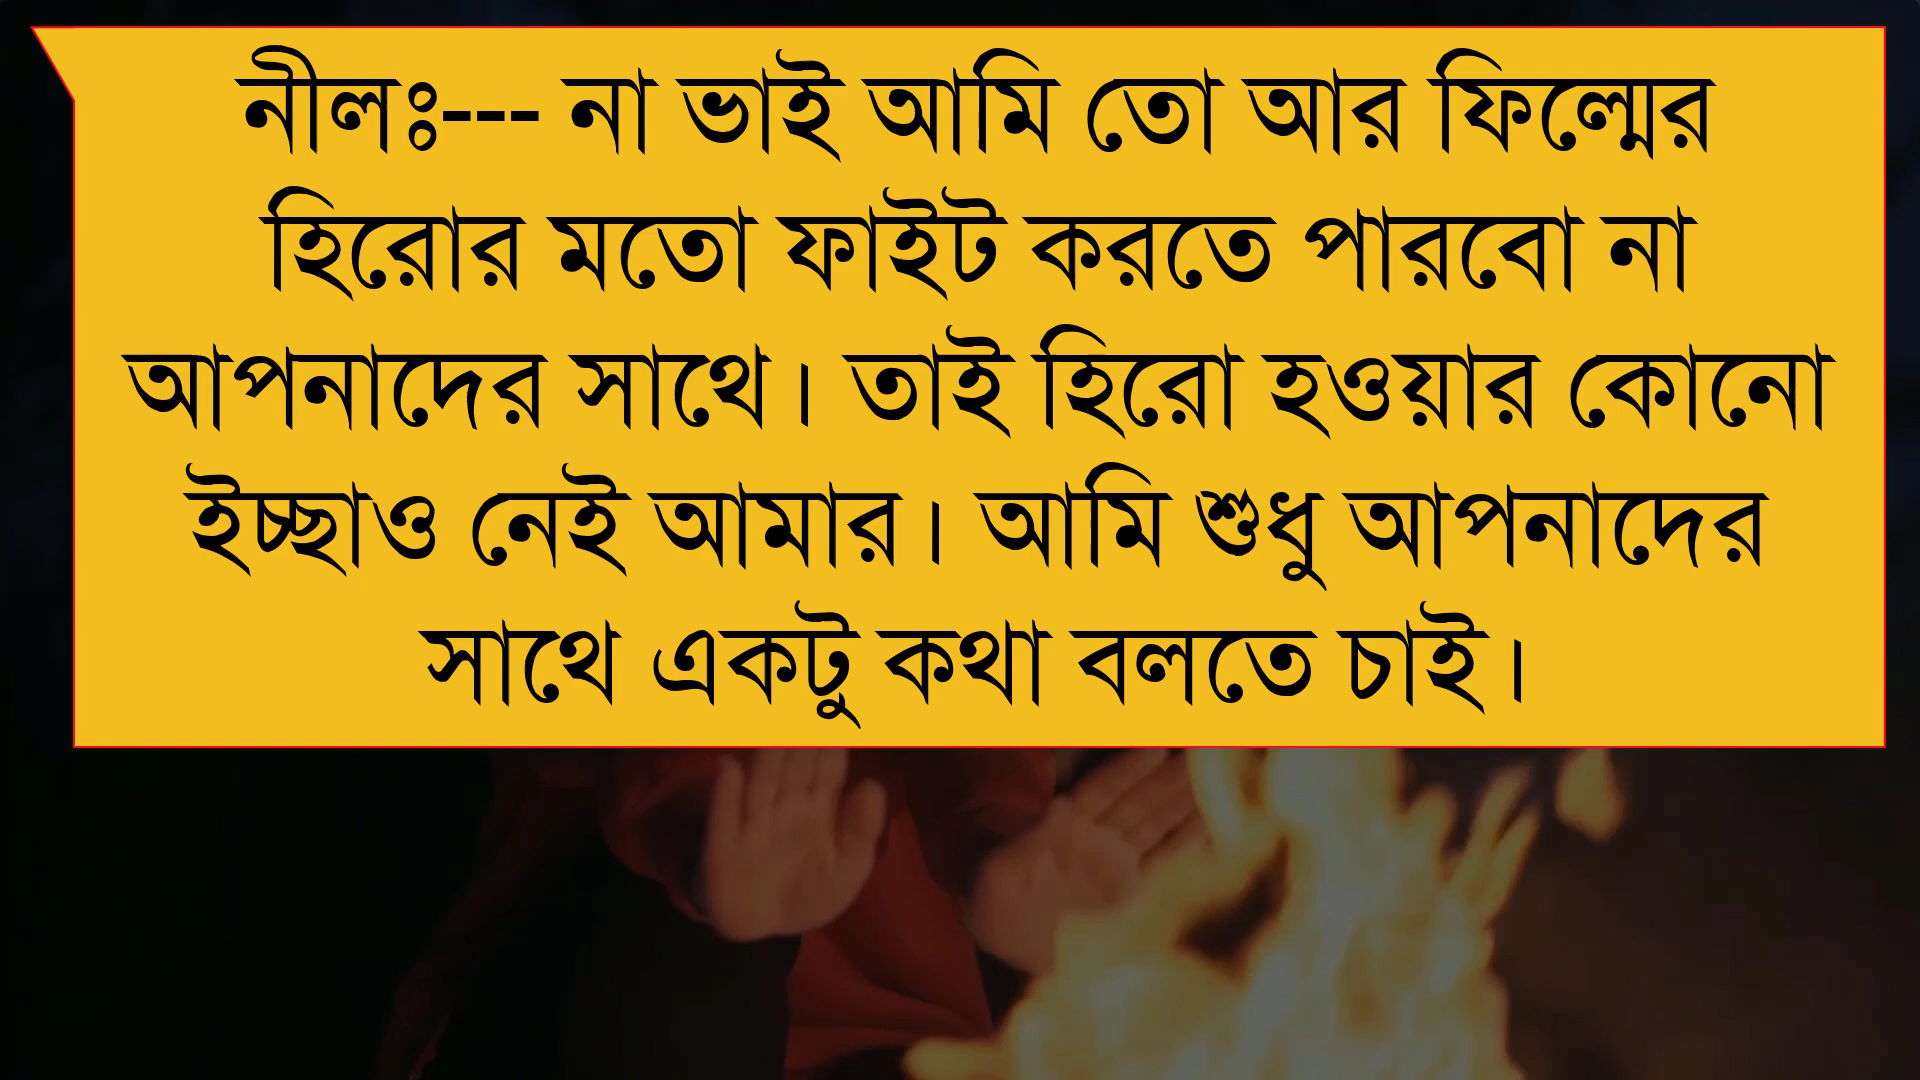 নীলঃ--- না ভাই আমি তো আর ফিল্মের
হিরোর মতো ফাইট করতে পারবো না
আপনাদের সাথে। তাই হিরো হওয়ার কোনো
ইচ্ছাও নেই আমার। আমি শুধু আপনাদের
সাথে একটু কথা বলতে চাই।